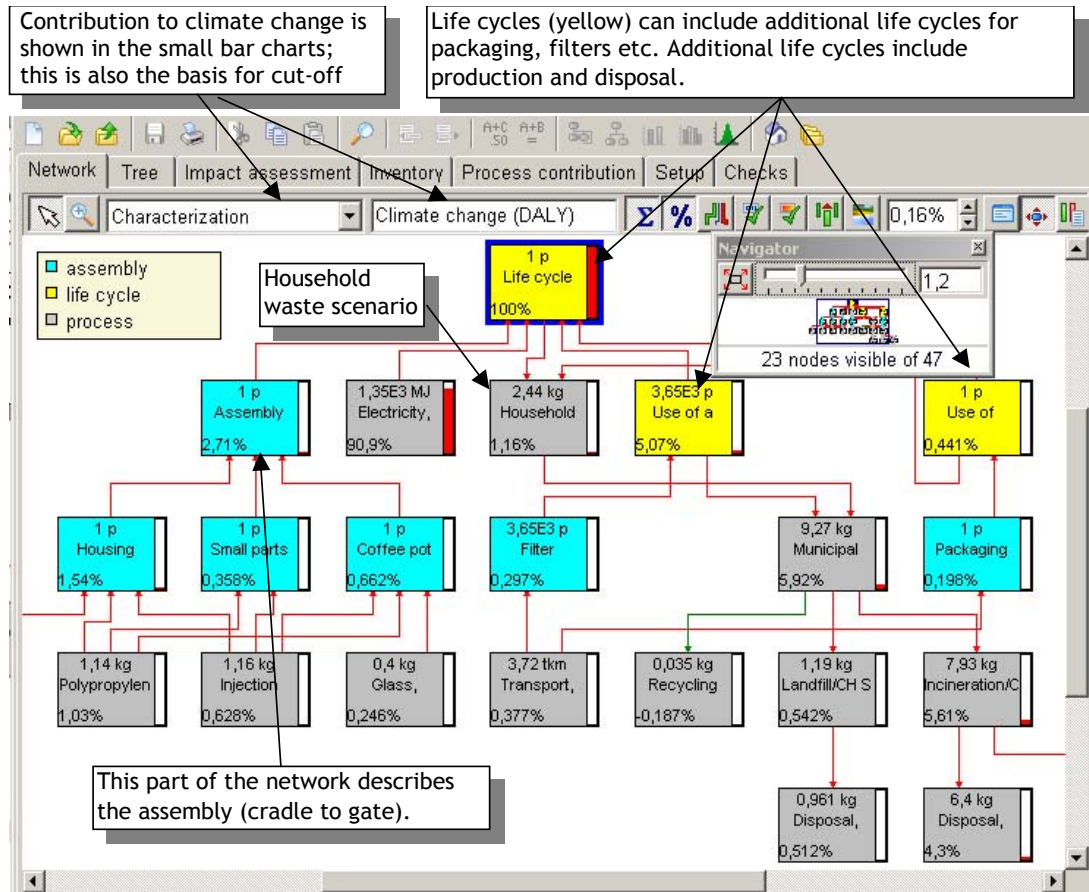 Contribution to climate change is
shown in the small bar charts;
this is also the basis for cut-off
Life cycles (yellow) can include additional life cycles for
packaging, filters etc. Additional life cycles include
production and disposal.
A+C
.50
A+B
=
Network
Tree
Impact assessment
Inventory
Process contribution
Setup
Checks
Characterization
Climate change (DALY)
Σ
%
0,16%
assembly
life cycle
process
Household
waste scenario
1 p
Life cycle
100%
Navigator
1,2
23 nodes visible of 47
1 p
Assembly
2,71%
1,35E3 MJ
Electricity,
90,9%
2,44 kg
Household
1,16%
3,65E3 p
Use of a
5,07%
1 p
Use of
0,441%
1 p
Housing
1,54%
1 p
Small parts
0,358%
1 p
Coffee pot
0,662%
3,65E3 p
Filter
0,297%
9,27 kg
Municipal
5,92%
1 p
Packaging
0,198%
1,14 kg
Polypropylen
1,03%
1,16 kg
Injection
0,628%
0,4 kg
Glass,
0,246%
3,72 tkm
Transport,
0,377%
0,035 kg
Recycling
-0,187%
1,19 kg
Landfill/CH S
0,542%
7,93 kg
Incineration/C
5,61%
This part of the network describes
the assembly (cradle to gate).
0,961 kg
Disposal,
0,512%
6,4 kg
Disposal,
4,3%